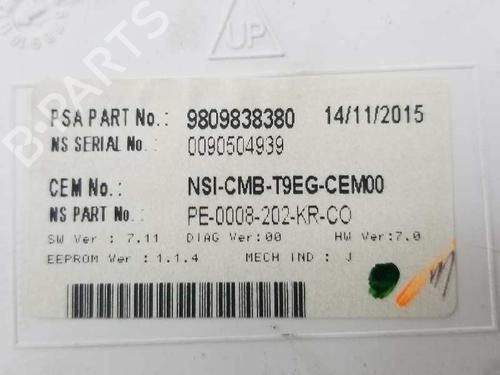 UP
PSA PART No.: 9809838380 14/11/2015
NS SERIAL No.: 0090504939
CEM No.: NSI-CMB-T9EG-CEM00
NS PART No.: PE-0008-202-KR-CO
SW Ver : 7.11 DIAG Ver:00 HW Ver:7.0
EEPROM Ver : 1.1.4 MECH IND : J
B-PARTS